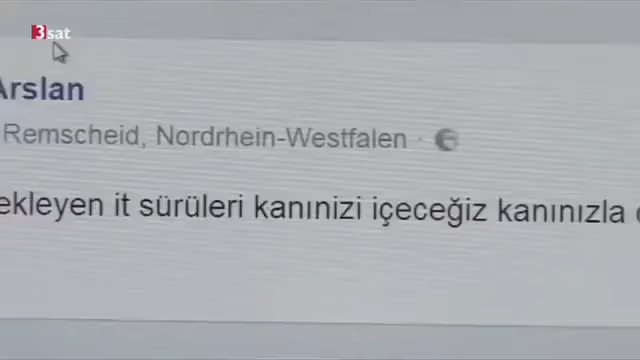 3sat
Arslan
Remscheid, Nordrhein-Westfalen ·
ekleyen it sürüleri kanınizi içeceğiz kanınızla